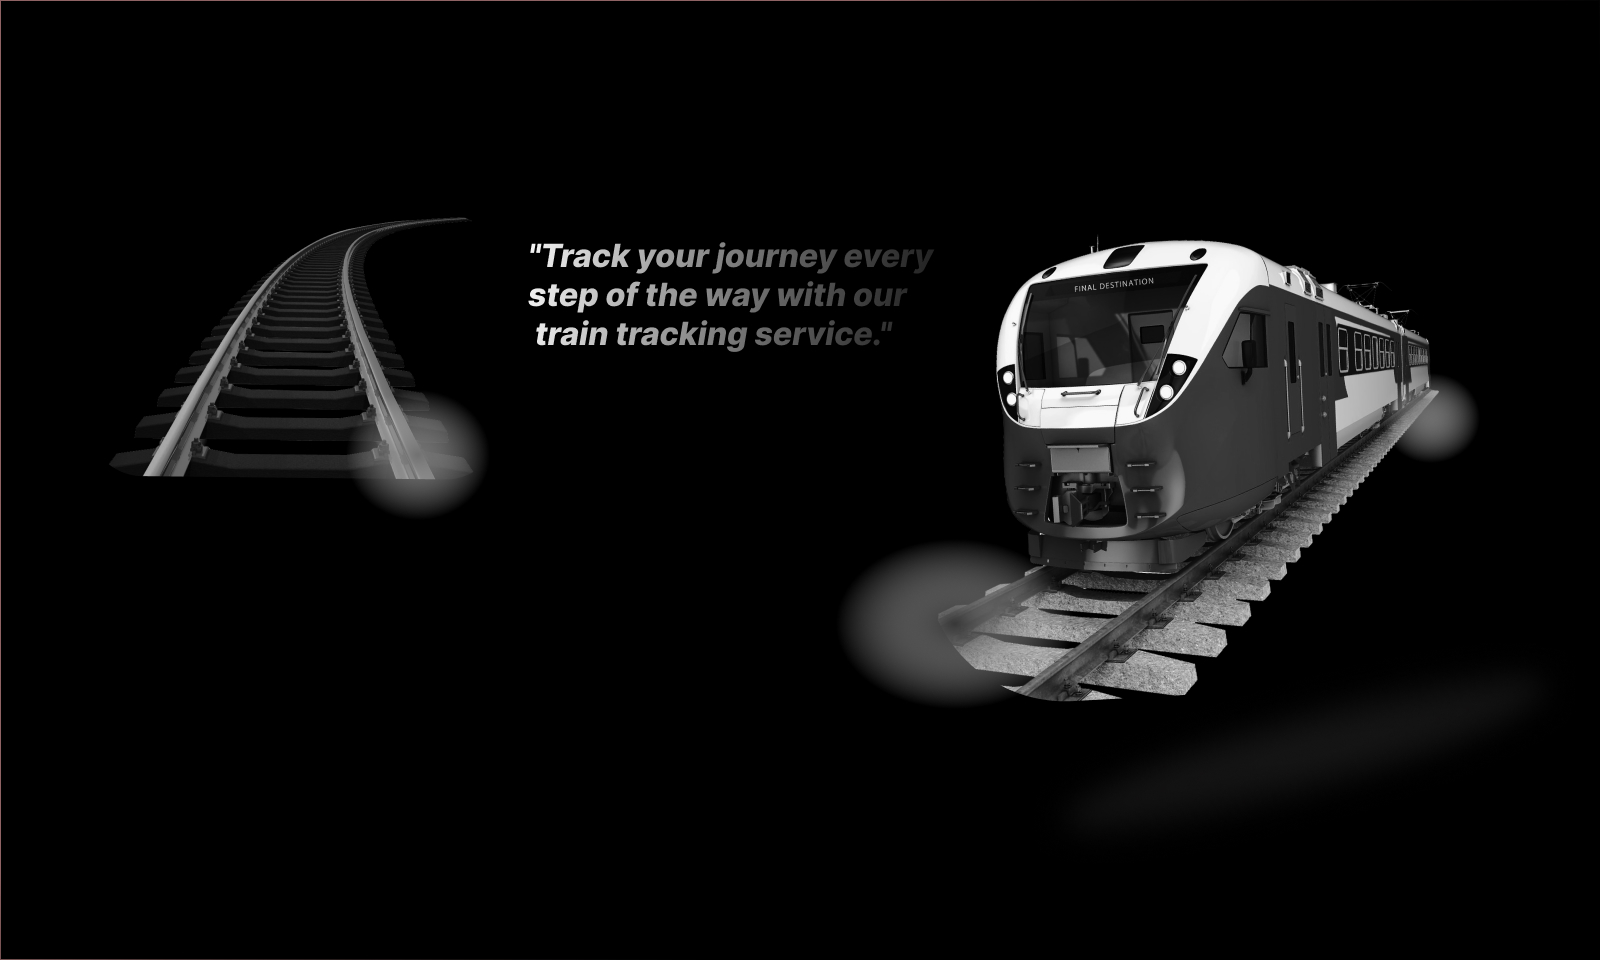 "Track your journey every
step of the way with our
train tracking service."
FINAL DESTINATION